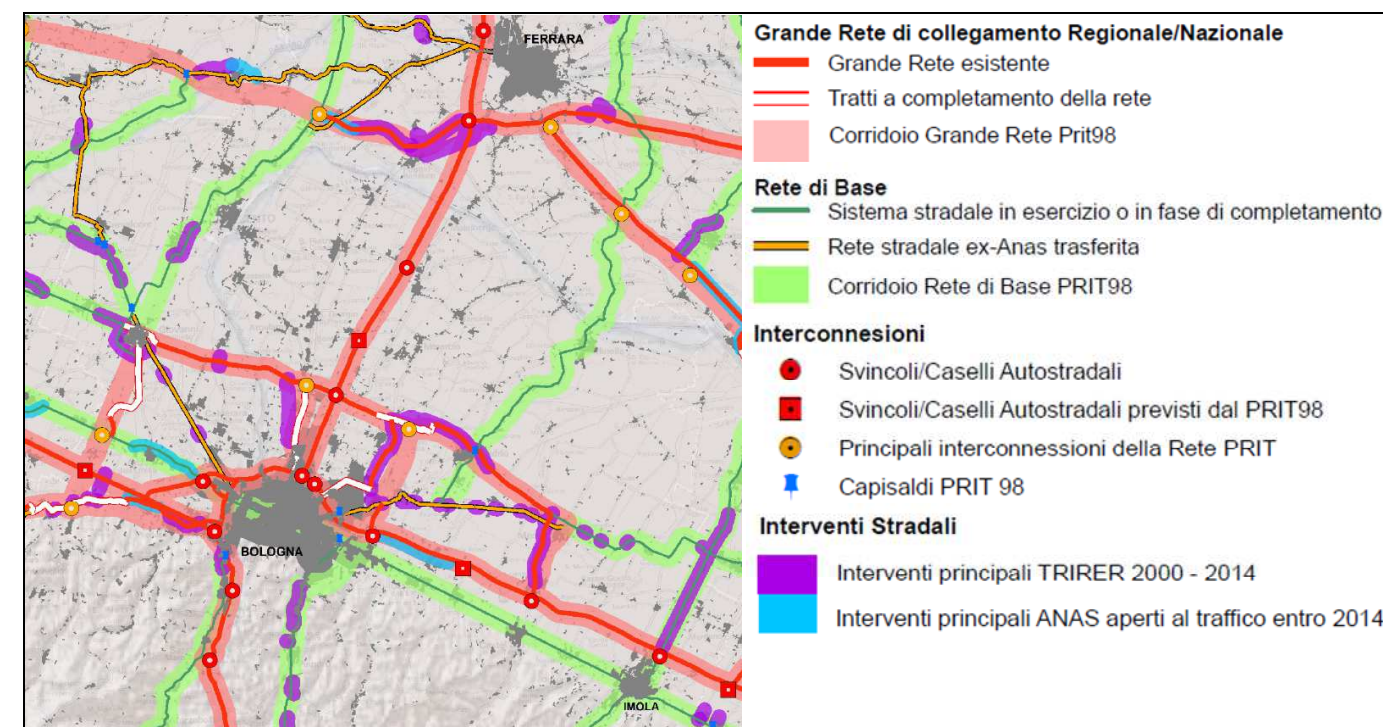 FERRARA
BOLOGNA
IMOLA
Grande Rete di collegamento Regionale/Nazionale
Grande Rete esistente
Tratti a completamento della rete
Corridoio Grande Rete Prit98
Rete di Base
Sistema stradale in esercizio o in fase di completamento
Rete stradale ex-Anas trasferita
Corridoio Rete di Base PRIT98
Interconnesioni
Svincoli/Caselli Autostradali
Svincoli/Caselli Autostradali previsti dal PRIT98
Principali interconnessioni della Rete PRIT
Capisaldi PRIT 98
Interventi Stradali
Interventi principali TRIRER 2000 - 2014
Interventi principali ANAS aperti al traffico entro 2014